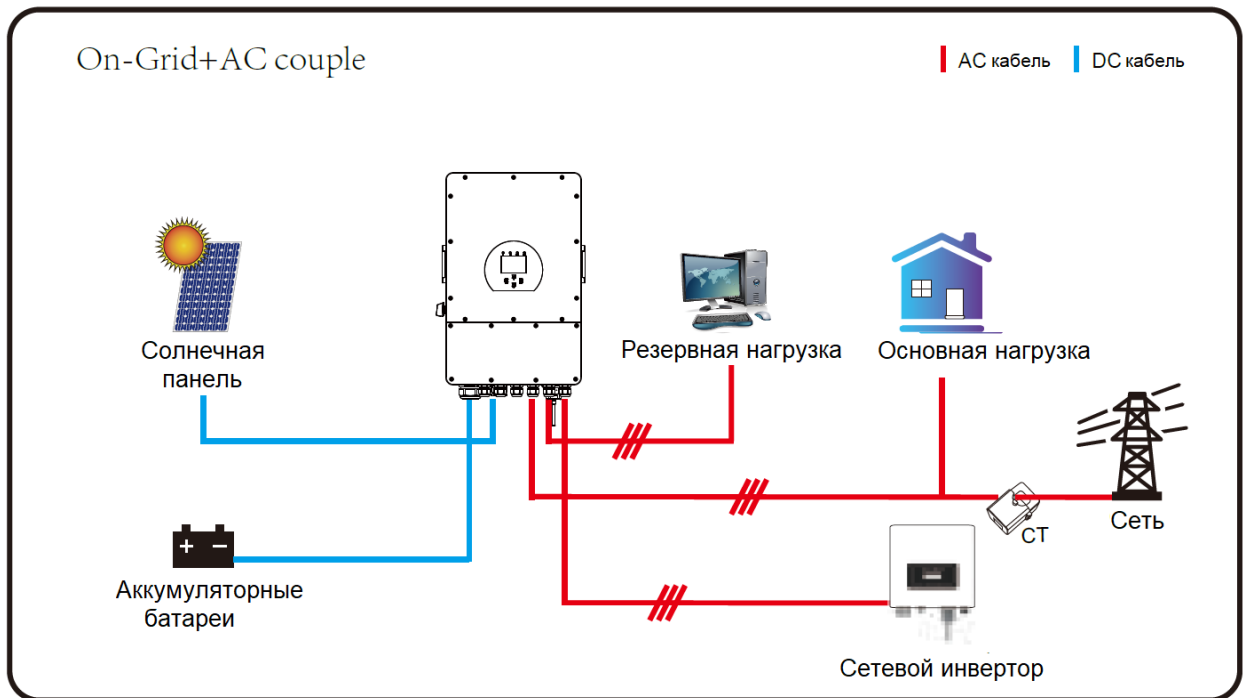 On-Grid+AC couple
AC кабель
DC кабель
Солнечная
панель
Резервная нагрузка
Основная нагрузка
Сеть
CT
Аккумуляторные
батареи
Сетевой инвертор